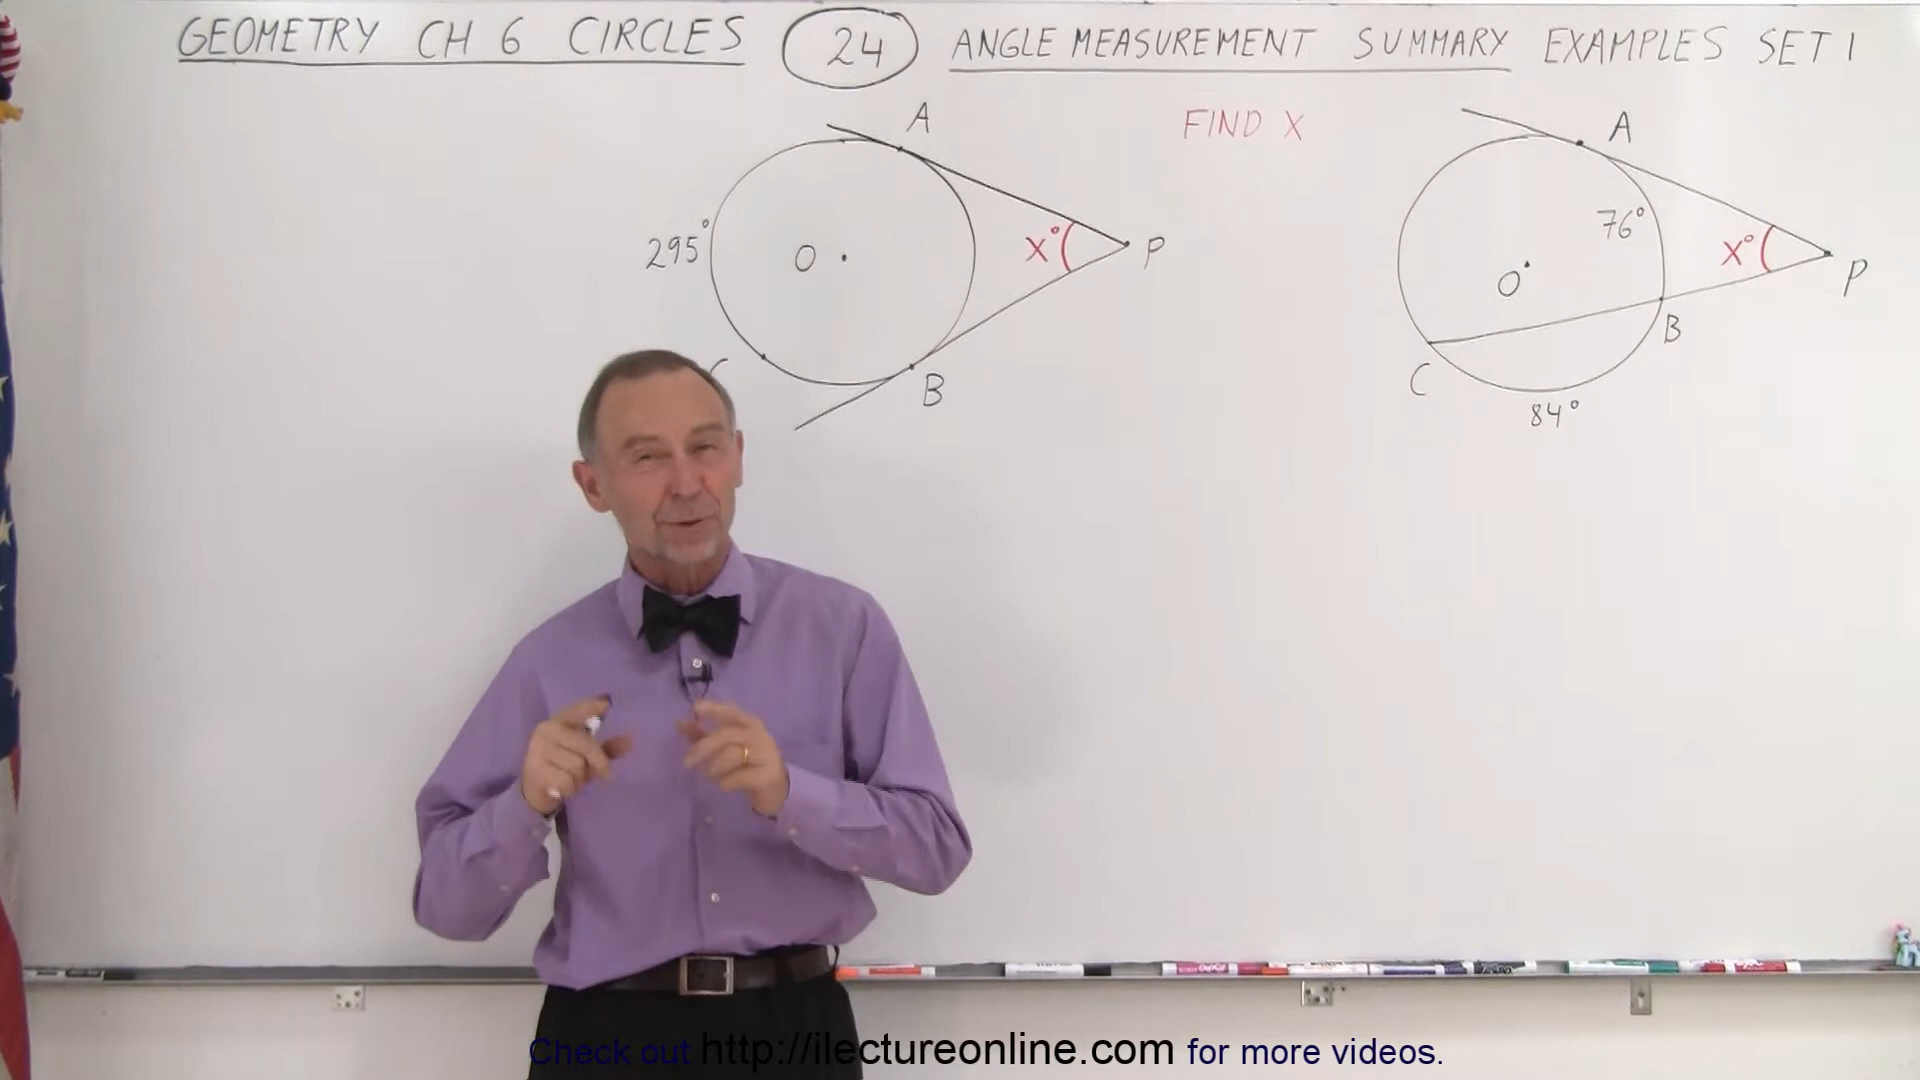 GEOMETRY CH 6 CIRCLES 24 ANGLE MEASUREMENT SUMMARY EXAMPLES SET 1
FIND X
A
295°
O
X°
P
C
B
A
76°
O
X°
P
B
C
84°
Check out http://ilectureonline.com for more videos.